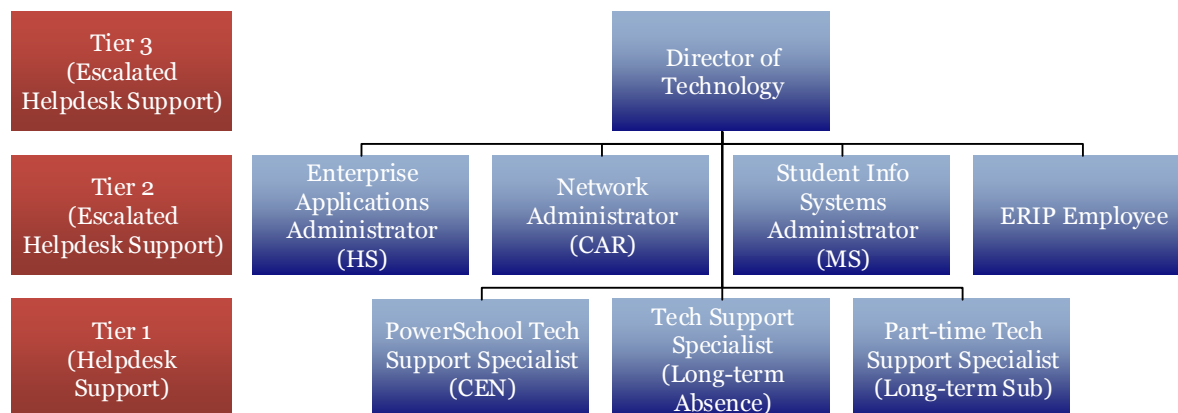 Tier 3
(Escalated
Helpdesk Support)
Director of
Technology
Tier 2
(Escalated
Helpdesk Support)
Enterprise
Applications
Administrator
(HS)
Network
Administrator
(CAR)
Student Info
Systems
Administrator
(MS)
ERIP Employee
Tier 1
(Helpdesk
Support)
PowerSchool Tech
Support Specialist
(CEN)
Tech Support
Specialist
(Long-term
Absence)
Part-time Tech
Support Specialist
(Long-term Sub)